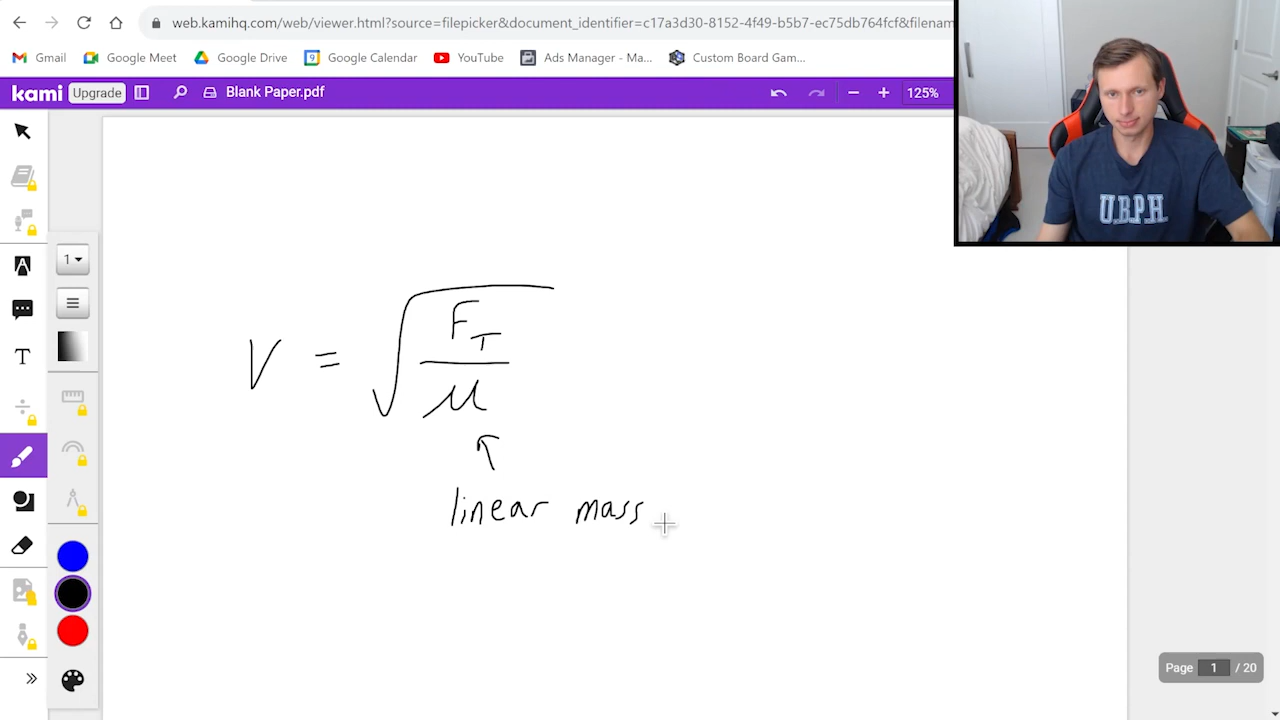 web.kamihq.com/web/viewer.html?source=filepicker&document_identifier=c17a3d30-8152-4f49-b5b7-ec75db764fcf&filenam
Gmail Google Meet Google Drive 9 Google Calendar YouTube Ads Manager - Ma... Custom Board Gam...
kami Upgrade Blank Paper.pdf 125%
U.B.P.H
A
1
T
V = √(F_T / μ)
linear mass
Page 1 / 20